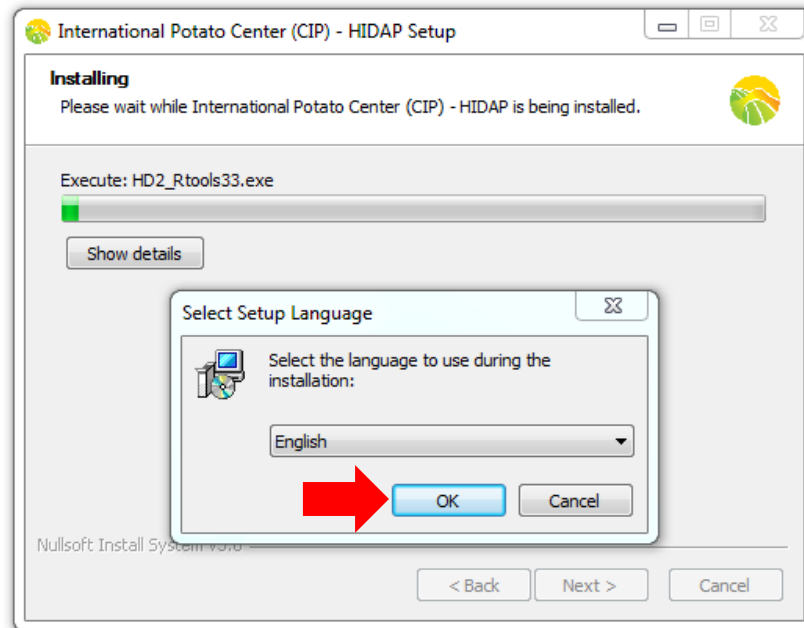 International Potato Center (CIP) - HIDAP Setup
Installing
Please wait while International Potato Center (CIP) - HIDAP is being installed.
Execute: HD2_Rtools33.exe
Show details
Select Setup Language
Select the language to use during the
installation:
English
OK Cancel
Nullsoft Install System
< Back Next > Cancel